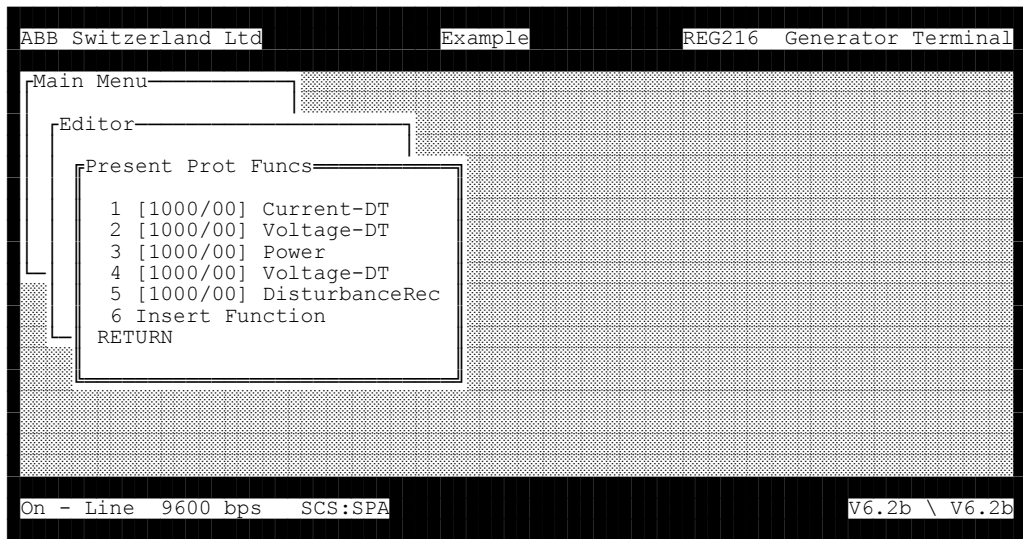 ABB Switzerland Ltd Example REG216 Generator Terminal
Main Menu
Editor
Present Prot Funcs
1 [1000/00] Current-DT
2 [1000/00] Voltage-DT
3 [1000/00] Power
4 [1000/00] Voltage-DT
5 [1000/00] DisturbanceRec
6 Insert Function
RETURN
On - Line 9600 bps SCS:SPA V6.2b \ V6.2b